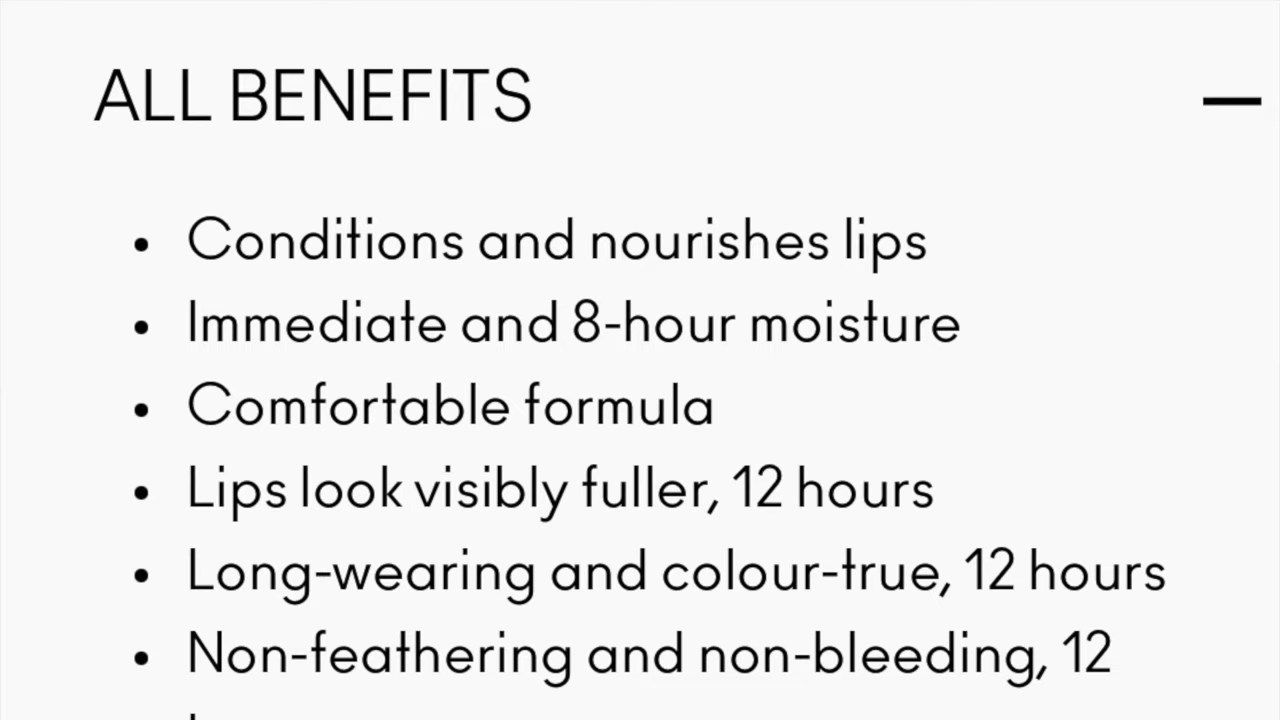 ALL BENEFITS
• Conditions and nourishes lips
• Immediate and 8-hour moisture
• Comfortable formula
• Lips look visibly fuller, 12 hours
• Long-wearing and colour-true, 12 hours
• Non-feathering and non-bleeding, 12